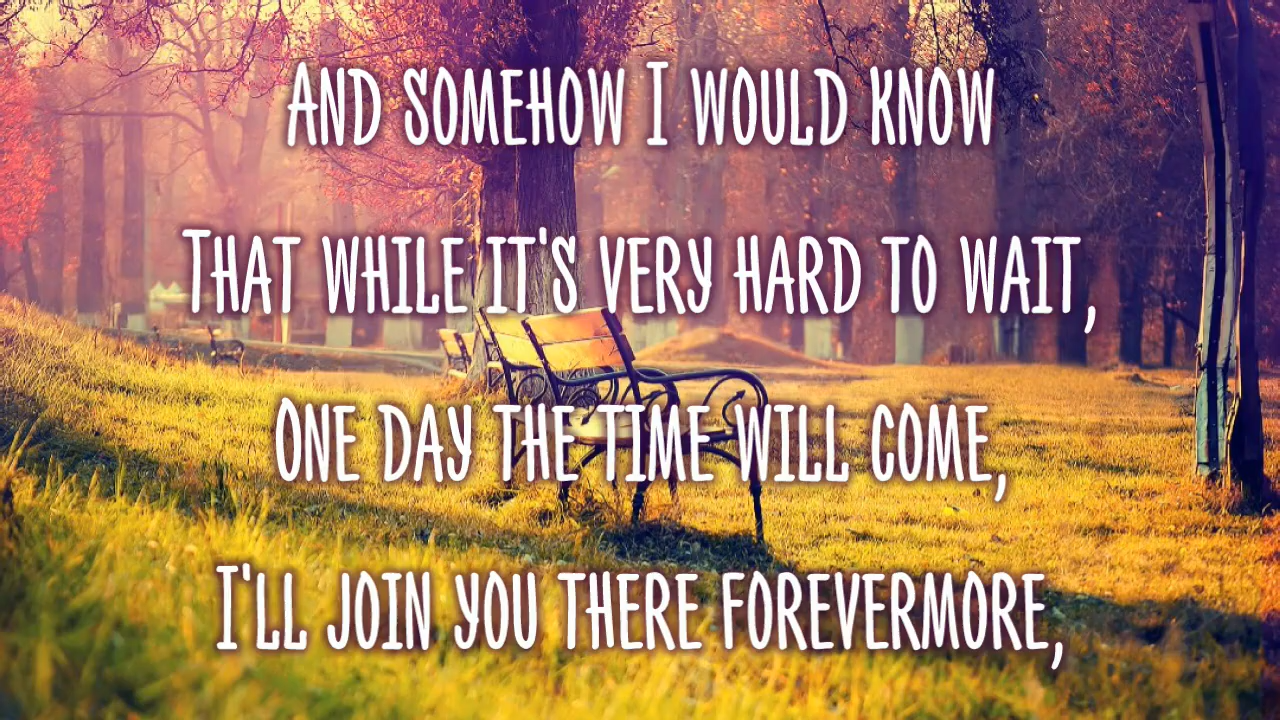 And somehow I would know
That while it's very hard to wait,
One day the time will come,
I'll join you there forevermore,